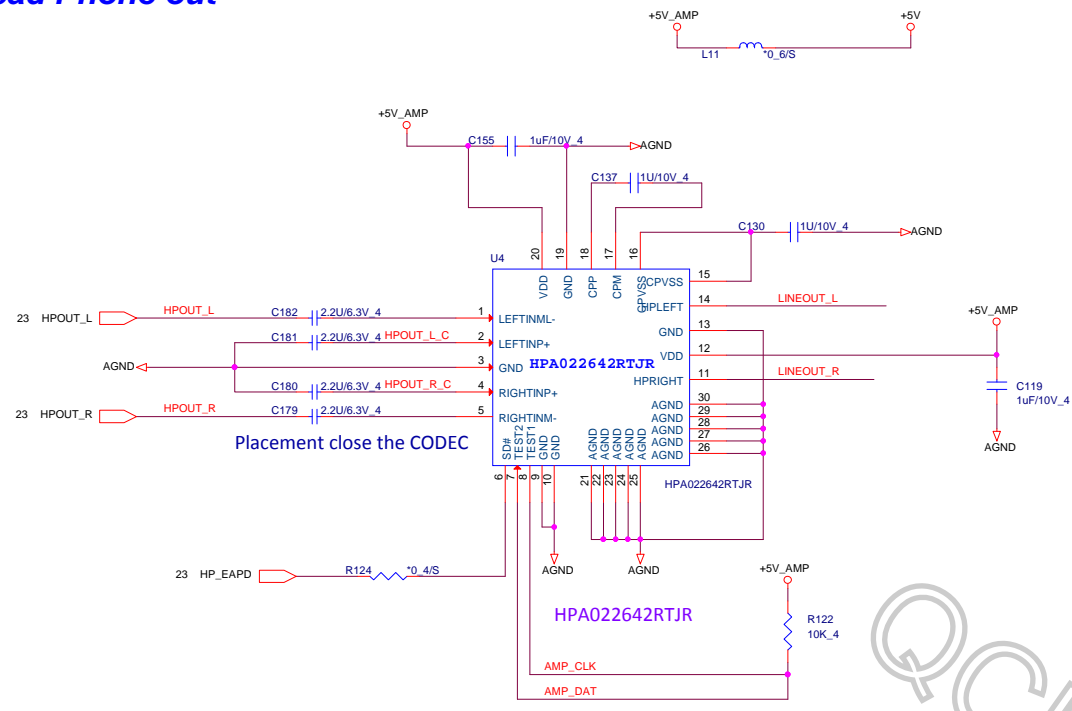 Phone out
+5V_AMP +5V
L11 *0_6/S
+5V_AMP
C155 1uF/10V_4
AGND
C137 1U/10V_4
C130 1U/10V_4
AGND
U4
20 19 18 17 16
VDD GND CPP CPM CPVSS
CPVSS 15
HPLEFT 14 LINEOUT_L
GND 13
VDD 12
HPRIGHT 11 LINEOUT_R
AGND 30
AGND 29
AGND 28
AGND 27
AGND 26
+5V_AMP
C119
1uF/10V_4
AGND
23 HPOUT_L HPOUT_L C182 2.2U/6.3V_4 1 LEFTINML-
C181 2.2U/6.3V_4 HPOUT_L_C 2 LEFTINP+
AGND 3 GND
HPA022642RTJR
C180 2.2U/6.3V_4 HPOUT_R_C 4 RIGHTINP+
23 HPOUT_R HPOUT_R C179 2.2U/6.3V_4 5 RIGHTINM-
Placement close the CODEC
SD# TEST2 TEST1 GND GND AGND AGND AGND AGND AGND
6 7 8 9 10 21 22 23 24 25
HPA022642RTJR
AGND AGND
23 HP_EAPD R124 *0_4/S
+5V_AMP
HPA022642RTJR
R122
10K_4
AMP_CLK
AMP_DAT